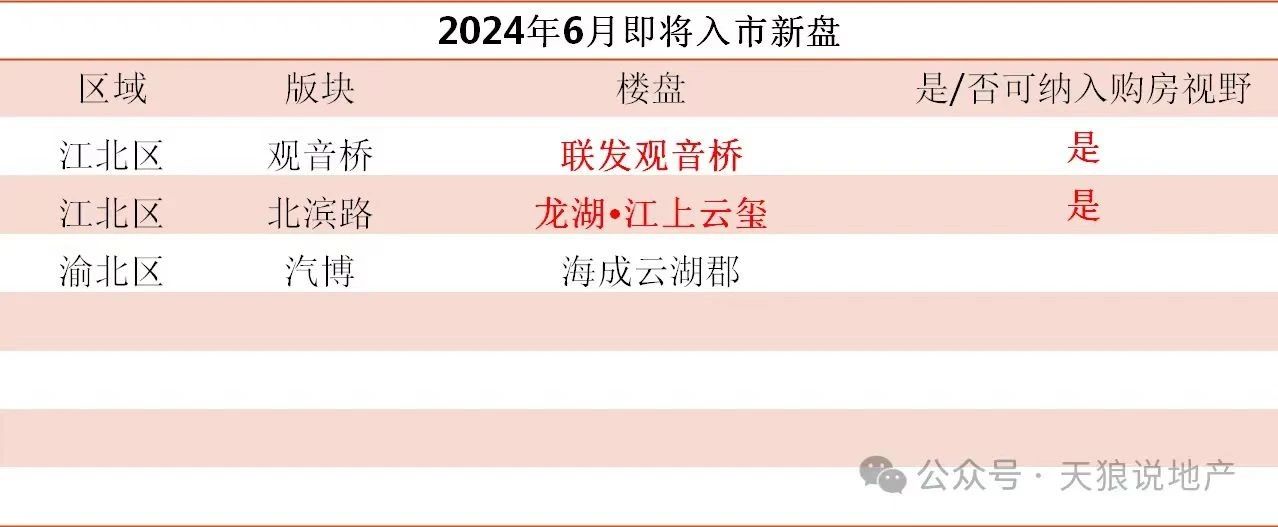 2024年6月即将入市新盘
区域 版块 楼盘 是/否可纳入购房视野
江北区 观音桥 联发观音桥 是
江北区 北滨路 龙湖•江上云玺 是
渝北区 汽博 海成云湖郡
公众号· 天狼说地产